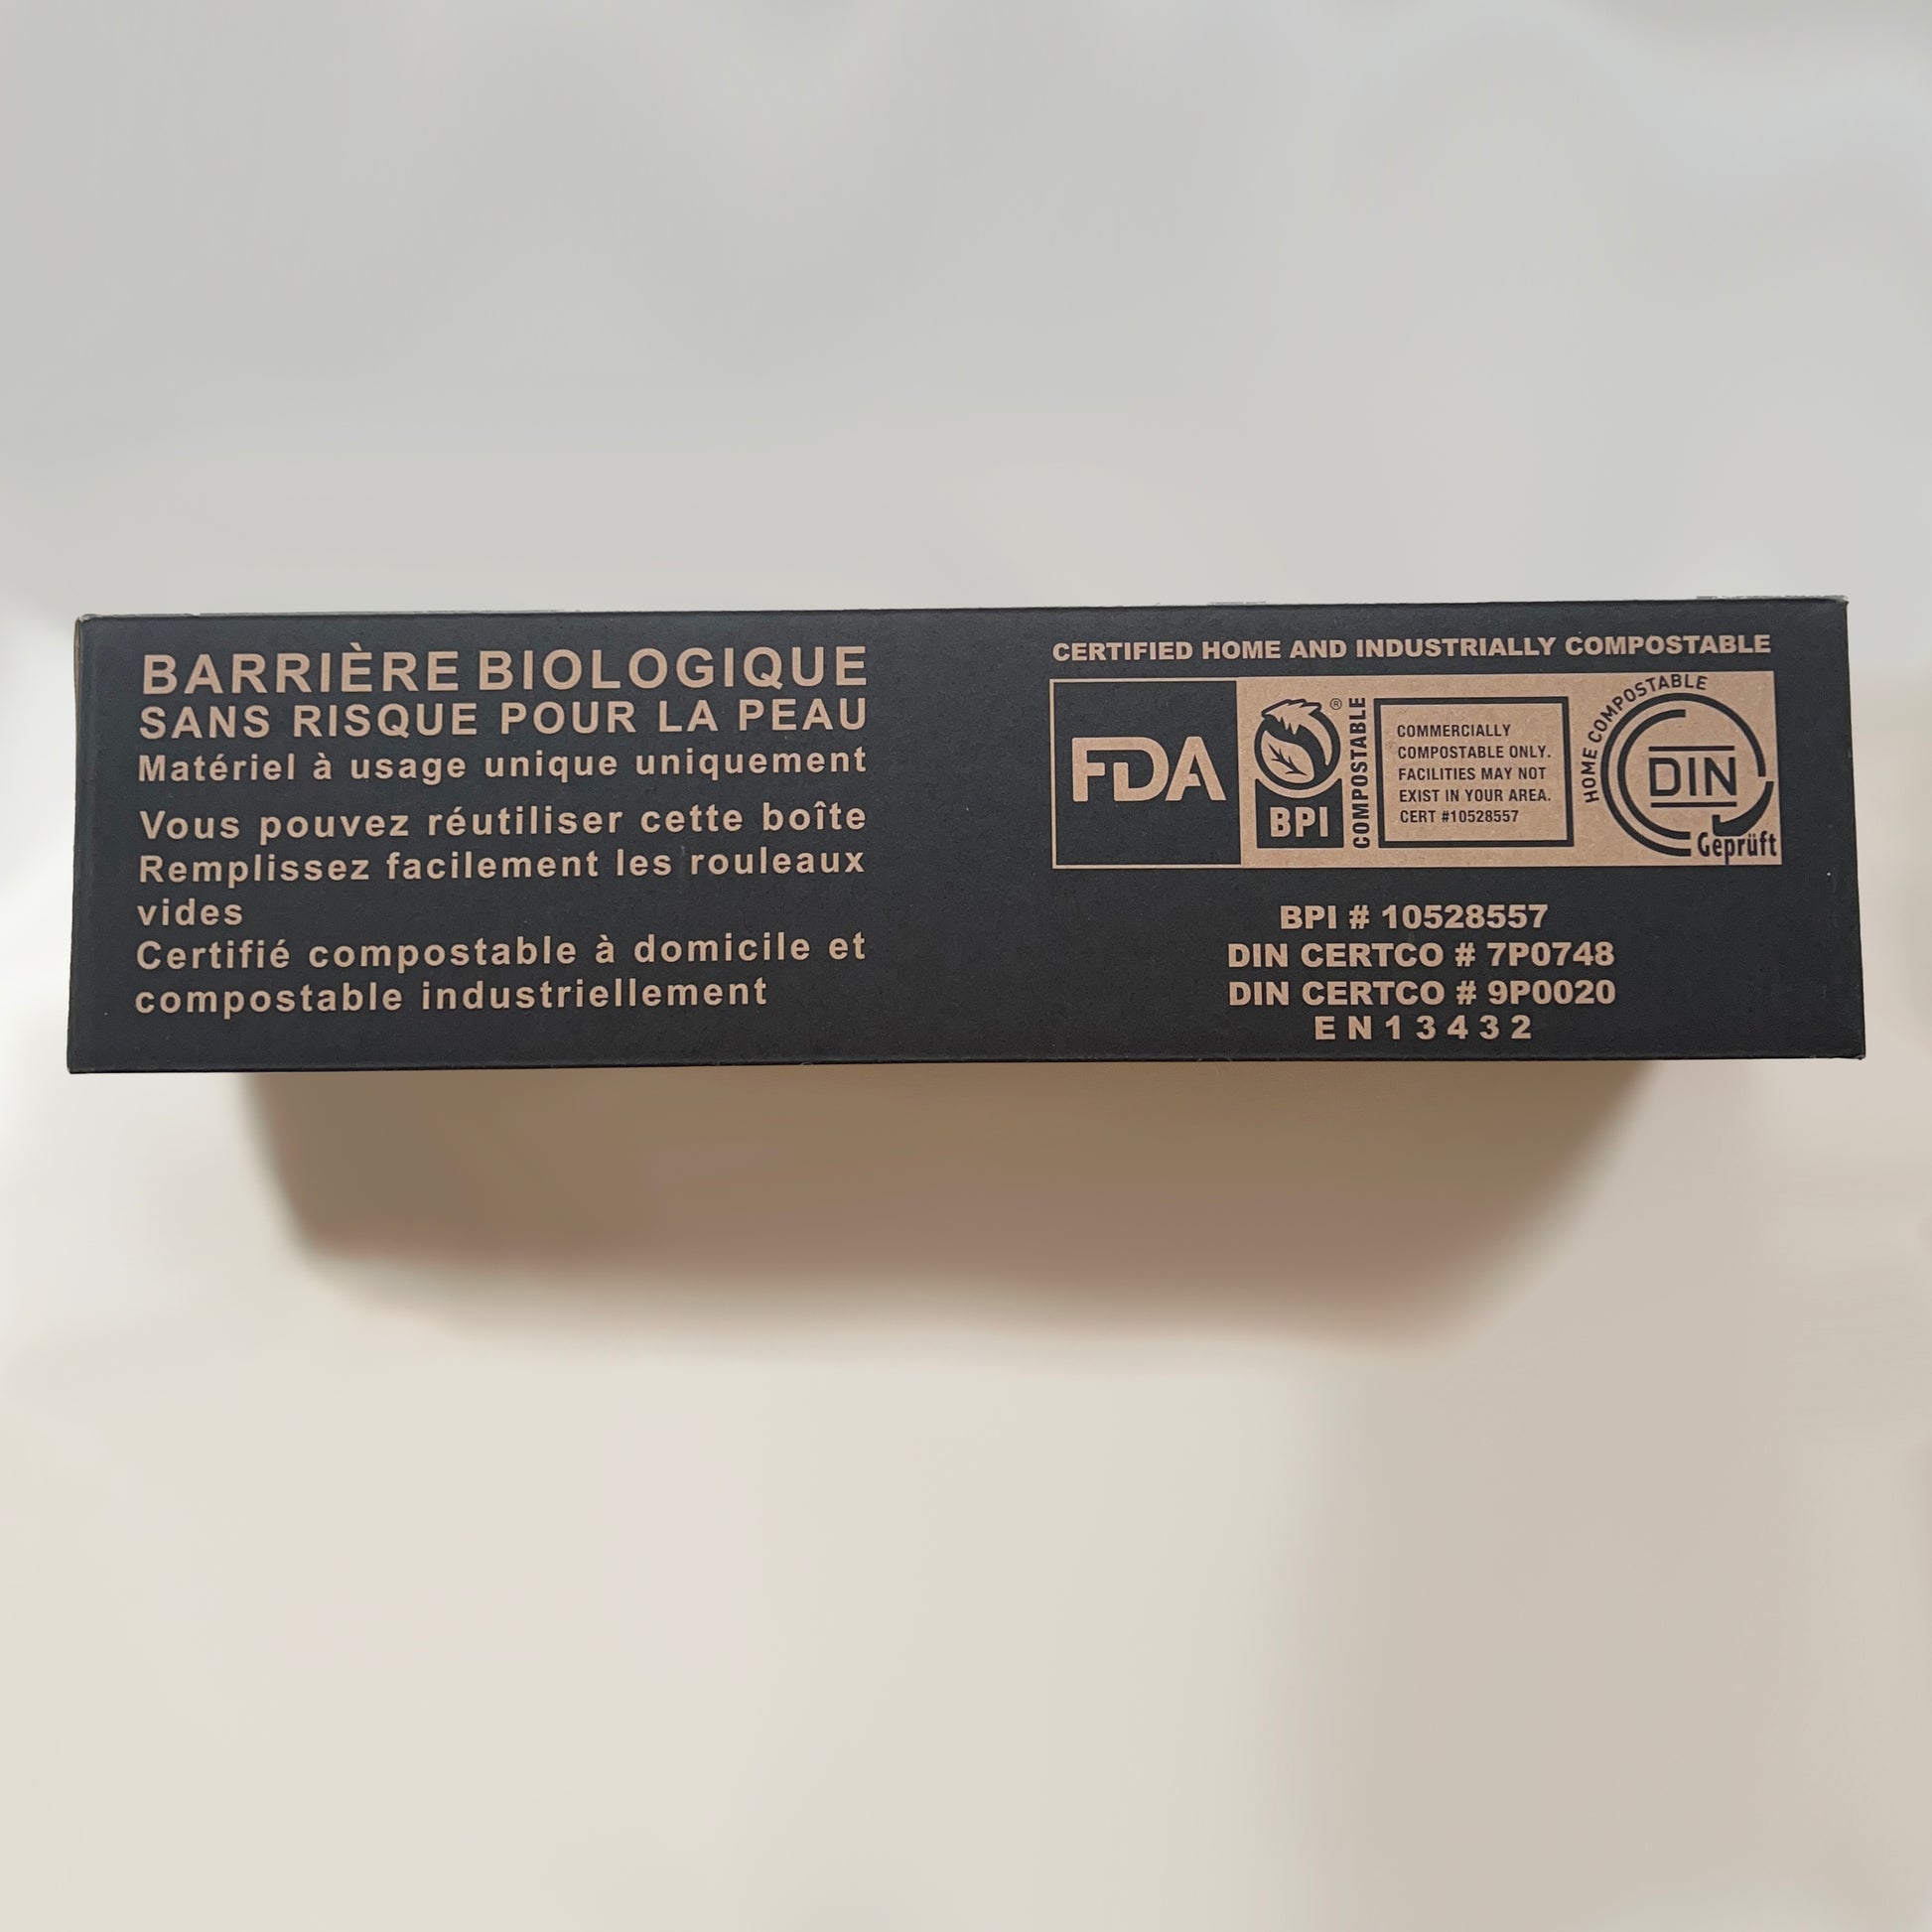 BARRIÈRE BIOLOGIQUE
SANS RISQUE POUR LA PEAU
Matériel à usage unique uniquement
Vous pouvez réutiliser cette boîte
Remplissez facilement les rouleaux
vides
Certifié compostable à domicile et
compostable industriellement
CERTIFIED HOME AND INDUSTRIALLY COMPOSTABLE
FDA
®
BPI
COMPOSTABLE
COMMERCIALLY
COMPOSTABLE ONLY.
FACILITIES MAY NOT
EXIST IN YOUR AREA.
CERT #10528557
HOME COMPOSTABLE
DIN
Geprüft
BPI # 10528557
DIN CERTCO # 7P0748
DIN CERTCO # 9P0020
EN13432